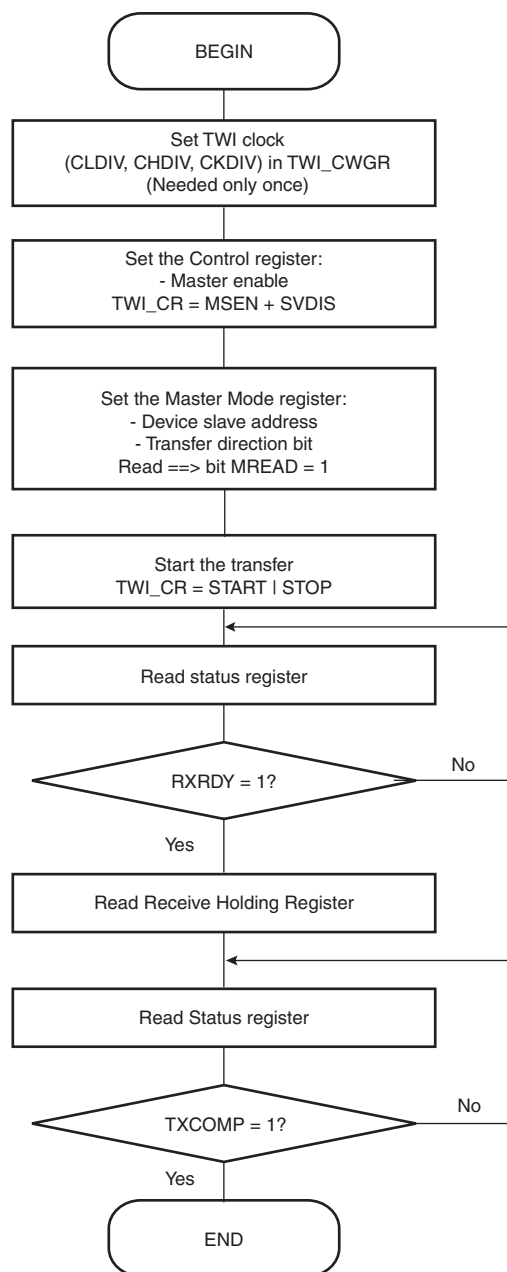 BEGIN
Set TWI clock
(CLDIV, CHDIV, CKDIV) in TWI_CWGR
(Needed only once)
Set the Control register:
- Master enable
TWI_CR = MSEN + SVDIS
Set the Master Mode register:
- Device slave address
- Transfer direction bit
Read ==> bit MREAD = 1
Start the transfer
TWI_CR = START | STOP
Read status register
RXRDY = 1?
No
Yes
Read Receive Holding Register
Read Status register
TXCOMP = 1?
No
Yes
END